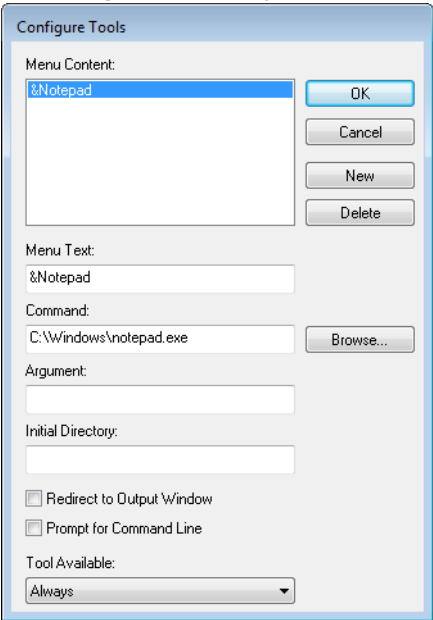 Configure Tools
Menu Content:
&Notepad
OK
Cancel
New
Delete
Menu Text:
&Notepad
Command:
C:\Windows\notepad.exe
Browse...
Argument:
Initial Directory:
Redirect to Output Window
Prompt for Command Line
Tool Available:
Always